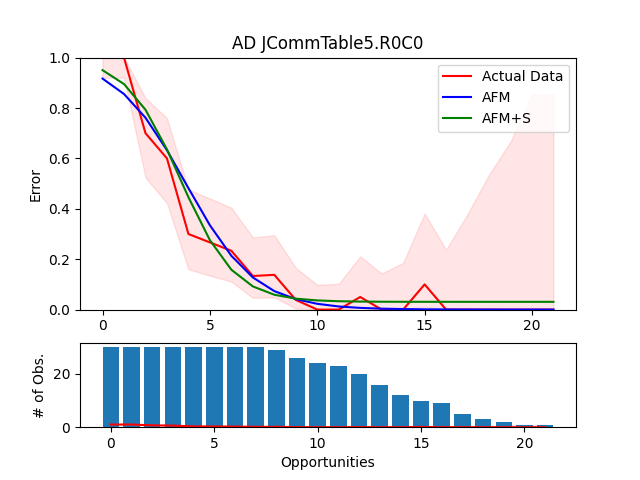 AD JCommTable5.R0C0
Error
1.0
0.8
0.6
0.4
0.2
0.0
Actual Data
AFM
AFM+S
0 5 10 15 20
# of Obs.
20
0
0 5 10 15 20
Opportunities